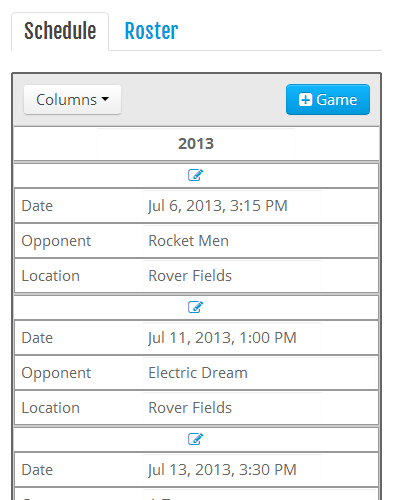 Schedule Roster
Columns Game
2013
Date Jul 6, 2013, 3:15 PM
Opponent Rocket Men
Location Rover Fields
Date Jul 11, 2013, 1:00 PM
Opponent Electric Dream
Location Rover Fields
Date Jul 13, 2013, 3:30 PM